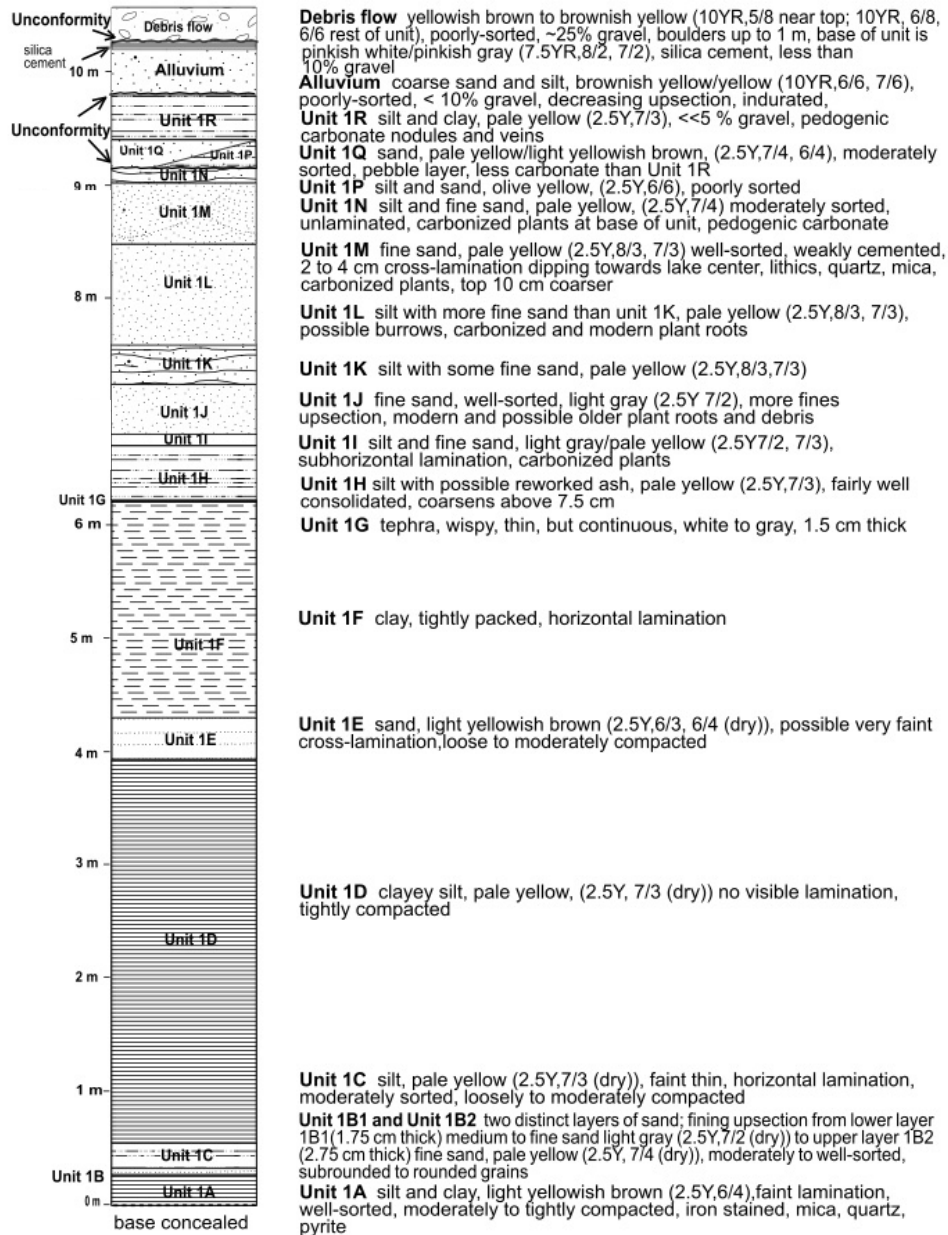 Unconformity
Debris flow
silica
cement
10 m
Alluvium
Unit 1R
Unconformity
Unit 1Q
Unit 1P
Unit 1N
9 m
Unit 1M
Unit 1L
8 m
Unit 1K
Unit 1J
Unit 1I
Unit 1H
Unit 1G
6 m
5 m
Unit 1F
Unit 1E
4 m
3 m
Unit 1D
2 m
1 m
Unit 1C
Unit 1B
Unit 1A
0 m
base concealed
Debris flow yellowish brown to brownish yellow (10YR,5/8 near top; 10YR, 6/8,
6/6 rest of unit), poorly-sorted, ~25% gravel, boulders up to 1 m, base of unit is
pinkish white/pinkish gray (7.5YR,8/2, 7/2), silica cement, less than
10% gravel
Alluvium coarse sand and silt, brownish yellow/yellow (10YR,6/6, 7/6),
poorly-sorted, < 10% gravel, decreasing upsection, indurated,
Unit 1R silt and clay, pale yellow (2.5Y,7/3), <<5 % gravel, pedogenic
carbonate nodules and veins
Unit 1Q sand, pale yellow/light yellowish brown, (2.5Y,7/4, 6/4), moderately
sorted, pebble layer, less carbonate than Unit 1R
Unit 1P silt and sand, olive yellow, (2.5Y,6/6), poorly sorted
Unit 1N silt and fine sand, pale yellow, (2.5Y,7/4) moderately sorted,
unlaminated, carbonized plants at base of unit, pedogenic carbonate
Unit 1M fine sand, pale yellow (2.5Y,8/3, 7/3) well-sorted, weakly cemented,
2 to 4 cm cross-lamination dipping towards lake center, lithics, quartz, mica,
carbonized plants, top 10 cm coarser
Unit 1L silt with more fine sand than unit 1K, pale yellow (2.5Y,8/3, 7/3),
possible burrows, carbonized and modern plant roots
Unit 1K silt with some fine sand, pale yellow (2.5Y,8/3,7/3)
Unit 1J fine sand, well-sorted, light gray (2.5Y 7/2), more fines
upsection, modern and possible older plant roots and debris
Unit 1I silt and fine sand, light gray/pale yellow (2.5Y7/2, 7/3),
subhorizontal lamination, carbonized plants
Unit 1H silt with possible reworked ash, pale yellow (2.5Y,7/3), fairly well
consolidated, coarsens above 7.5 cm
Unit 1G tephra, wispy, thin, but continuous, white to gray, 1.5 cm thick
Unit 1F clay, tightly packed, horizontal lamination
Unit 1E sand, light yellowish brown (2.5Y,6/3, 6/4 (dry)), possible very faint
cross-lamination,loose to moderately compacted
Unit 1D clayey silt, pale yellow, (2.5Y, 7/3 (dry)) no visible lamination,
tightly compacted
Unit 1C silt, pale yellow (2.5Y,7/3 (dry)), faint thin, horizontal lamination,
moderately sorted, loosely to moderately compacted
Unit 1B1 and Unit 1B2 two distinct layers of sand; fining upsection from lower layer
1B1(1.75 cm thick) medium to fine sand light gray (2.5Y,7/2 (dry)) to upper layer 1B2
(2.75 cm thick) fine sand, pale yellow (2.5Y, 7/4 (dry)), moderately to well-sorted,
subrounded to rounded grains
Unit 1A silt and clay, light yellowish brown (2.5Y,6/4),faint lamination,
well-sorted, moderately to tightly compacted, iron stained, mica, quartz,
pyrite